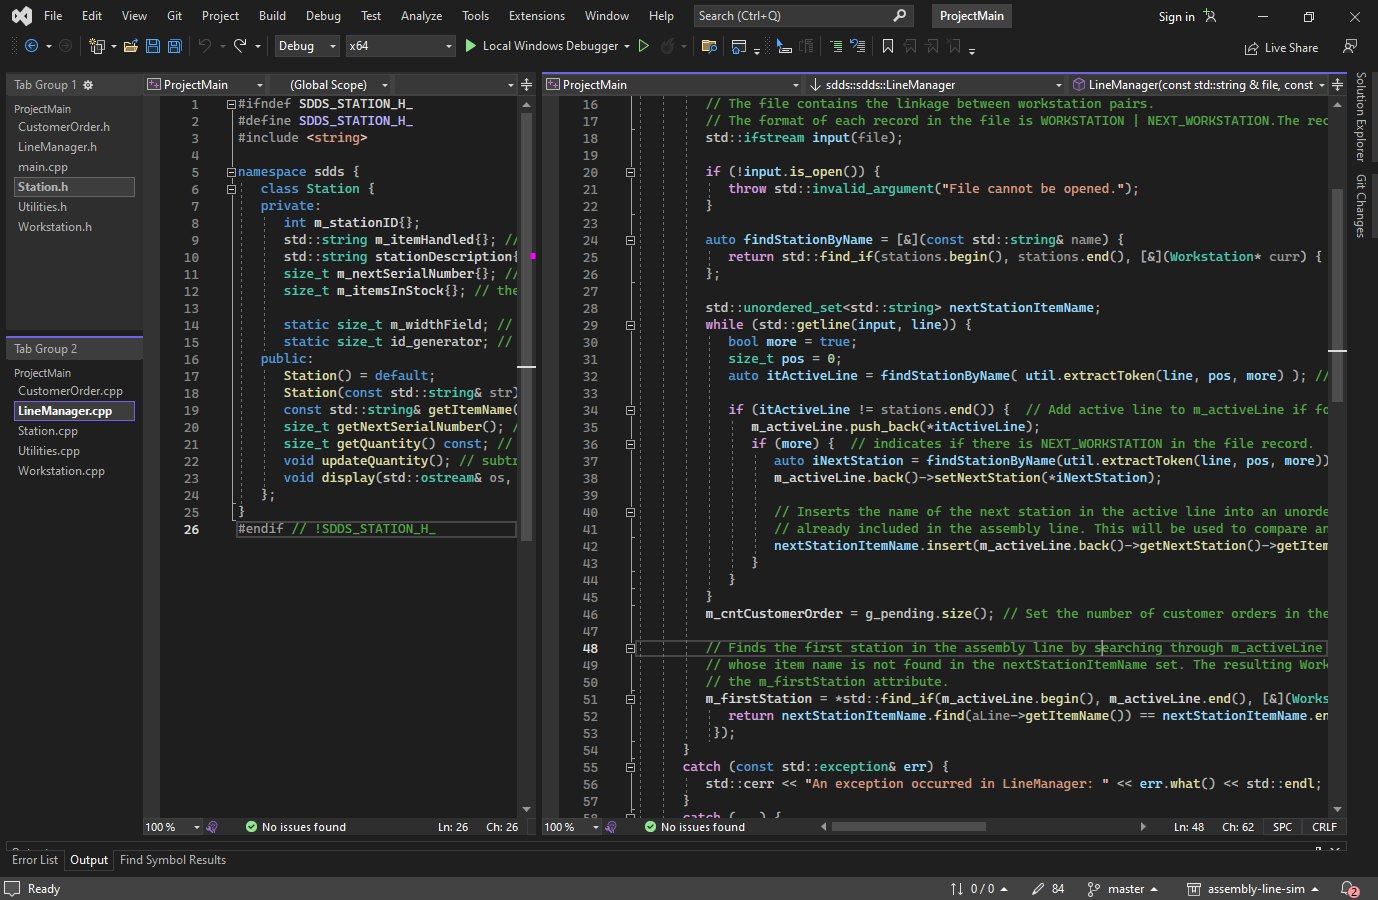 File Edit View Git Project Build Debug Test Analyze Tools Extensions Window Help Search (Ctrl+Q) ProjectMain Sign in
Debug x64 Local Windows Debugger Live Share
Tab Group 1
ProjectMain
CustomerOrder.h
LineManager.h
main.cpp
Station.h
Utilities.h
Workstation.h
Tab Group 2
ProjectMain
CustomerOrder.cpp
LineManager.cpp
Station.cpp
Utilities.cpp
Workstation.cpp
ProjectMain (Global Scope)
1 #ifndef SDDS_STATION_H_
2 #define SDDS_STATION_H_
3 #include <string>
4
5 namespace sdds {
6 class Station {
7 private:
8 int m_stationID{};
9 std::string m_itemHandled{}; //
10 std::string stationDescription{
11 size_t m_nextSerialNumber{}; //
12 size_t m_itemsInStock{}; // the
13
14 static size_t m_widthField; //
15 static size_t id_generator; //
16 public:
17 Station() = default;
18 Station(const std::string& str)
19 const std::string& getItemName(
20 size_t getNextSerialNumber(); /
21 size_t getQuantity() const; //
22 void updateQuantity(); // subtr
23 void display(std::ostream& os,
24 };
25 }
26 #endif // !SDDS_STATION_H_
100 % No issues found Ln: 26 Ch: 26
ProjectMain sdds::sdds::LineManager LineManager(const std::string & file, const
16 // The file contains the linkage between workstation pairs.
17 // The format of each record in the file is WORKSTATION | NEXT_WORKSTATION.The rec
18 std::ifstream input(file);
19
20 if (!input.is_open()) {
21 throw std::invalid_argument("File cannot be opened.");
22 }
23
24 auto findStationByName = [&](const std::string& name) {
25 return std::find_if(stations.begin(), stations.end(), [&](Workstation* curr) {
26 };
27
28 std::unordered_set<std::string> nextStationItemName;
29 while (std::getline(input, line)) {
30 bool more = true;
31 size_t pos = 0;
32 auto itActiveLine = findStationByName( util.extractToken(line, pos, more) ); //
33
34 if (itActiveLine != stations.end()) { // Add active line to m_activeLine if fo
35 m_activeLine.push_back(*itActiveLine);
36 if (more) { // indicates if there is NEXT_WORKSTATION in the file record.
37 auto iNextStation = findStationByName(util.extractToken(line, pos, more))
38 m_activeLine.back()->setNextStation(*iNextStation);
39
40 // Inserts the name of the next station in the active line into an unorde
41 // already included in the assembly line. This will be used to compare an
42 nextStationItemName.insert(m_activeLine.back()->getNextStation()->getItem
43 }
44 }
45 }
46 m_cntCustomerOrder = g_pending.size(); // Set the number of customer orders in the
47
48 // Finds the first station in the assembly line by searching through m_activeLine
49 // whose item name is not found in the nextStationItemName set. The resulting Work
50 // the m_firstStation attribute.
51 m_firstStation = *std::find_if(m_activeLine.begin(), m_activeLine.end(), [&](Works
52 return nextStationItemName.find(aLine->getItemName()) == nextStationItemName.en
53 });
54 }
55 catch (const std::exception& err) {
56 std::cerr << "An exception occurred in LineManager: " << err.what() << std::endl;
57 }
58 catch (...) {
100 % No issues found Ln: 48 Ch: 62 SPC CRLF
Solution Explorer
Git Changes
Error List Output Find Symbol Results
Ready 0 / 0 84 master assembly-line-sim 2